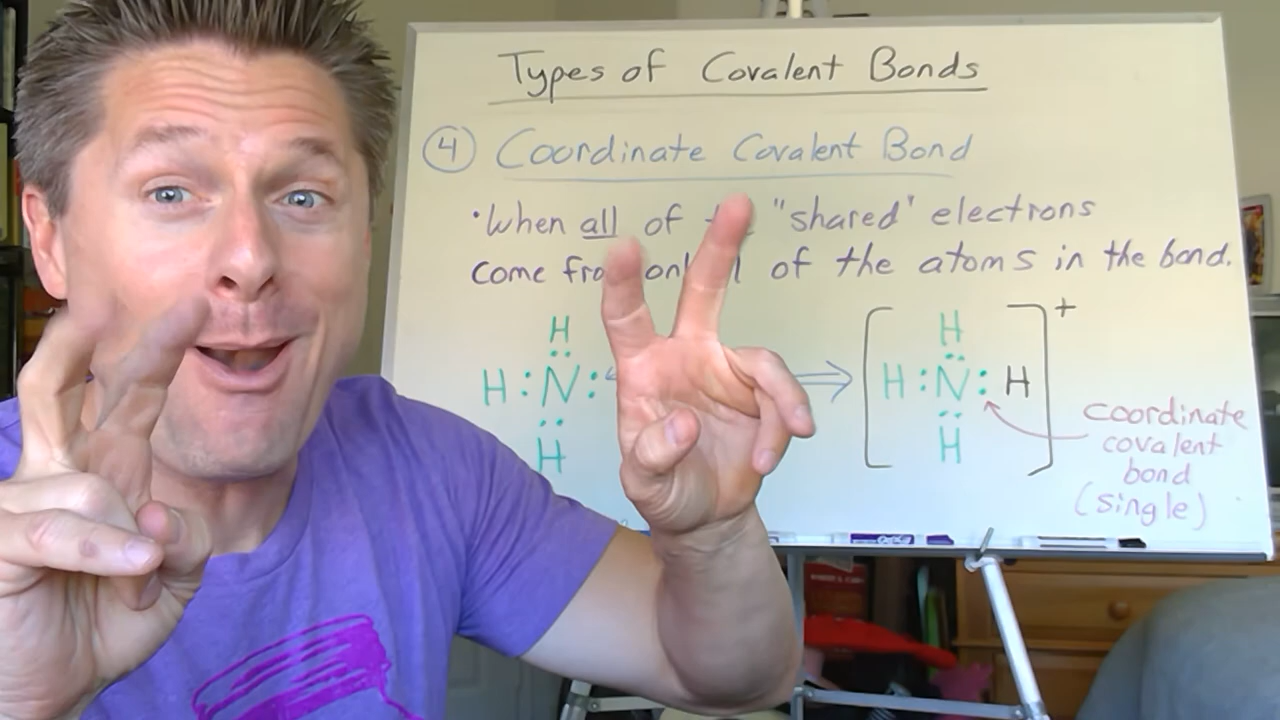 Types of Covalent Bonds
④ Coordinate Covalent Bond
• When all of "shared" electrons
come of the atoms in the bond.
H H +
H : N : ⇒ [ H : N : H ]
H H
coordinate
covalent
bond
(single)